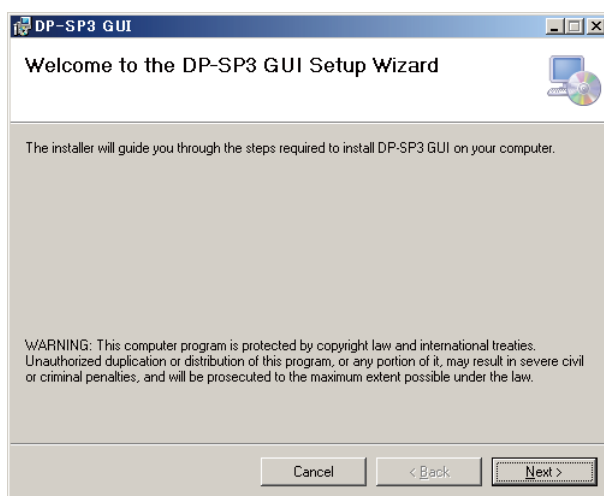 DP-SP3 GUI
Welcome to the DP-SP3 GUI Setup Wizard
The installer will guide you through the steps required to install DP-SP3 GUI on your computer.
WARNING: This computer program is protected by copyright law and international treaties.
Unauthorized duplication or distribution of this program, or any portion of it, may result in severe civil
or criminal penalties, and will be prosecuted to the maximum extent possible under the law.
Cancel
< Back
Next >